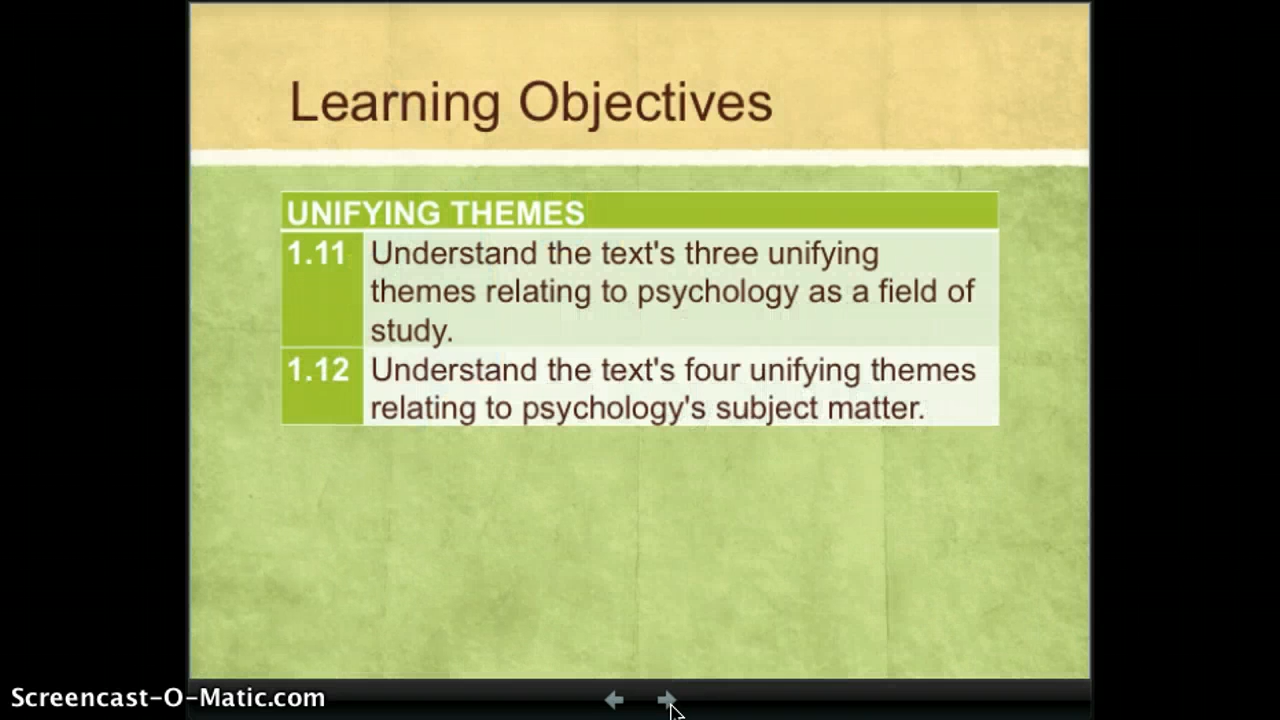 Learning Objectives
UNIFYING THEMES
1.11 Understand the text's three unifying
themes relating to psychology as a field of
study.
1.12 Understand the text's four unifying themes
relating to psychology's subject matter.
Screencast-O-Matic.com